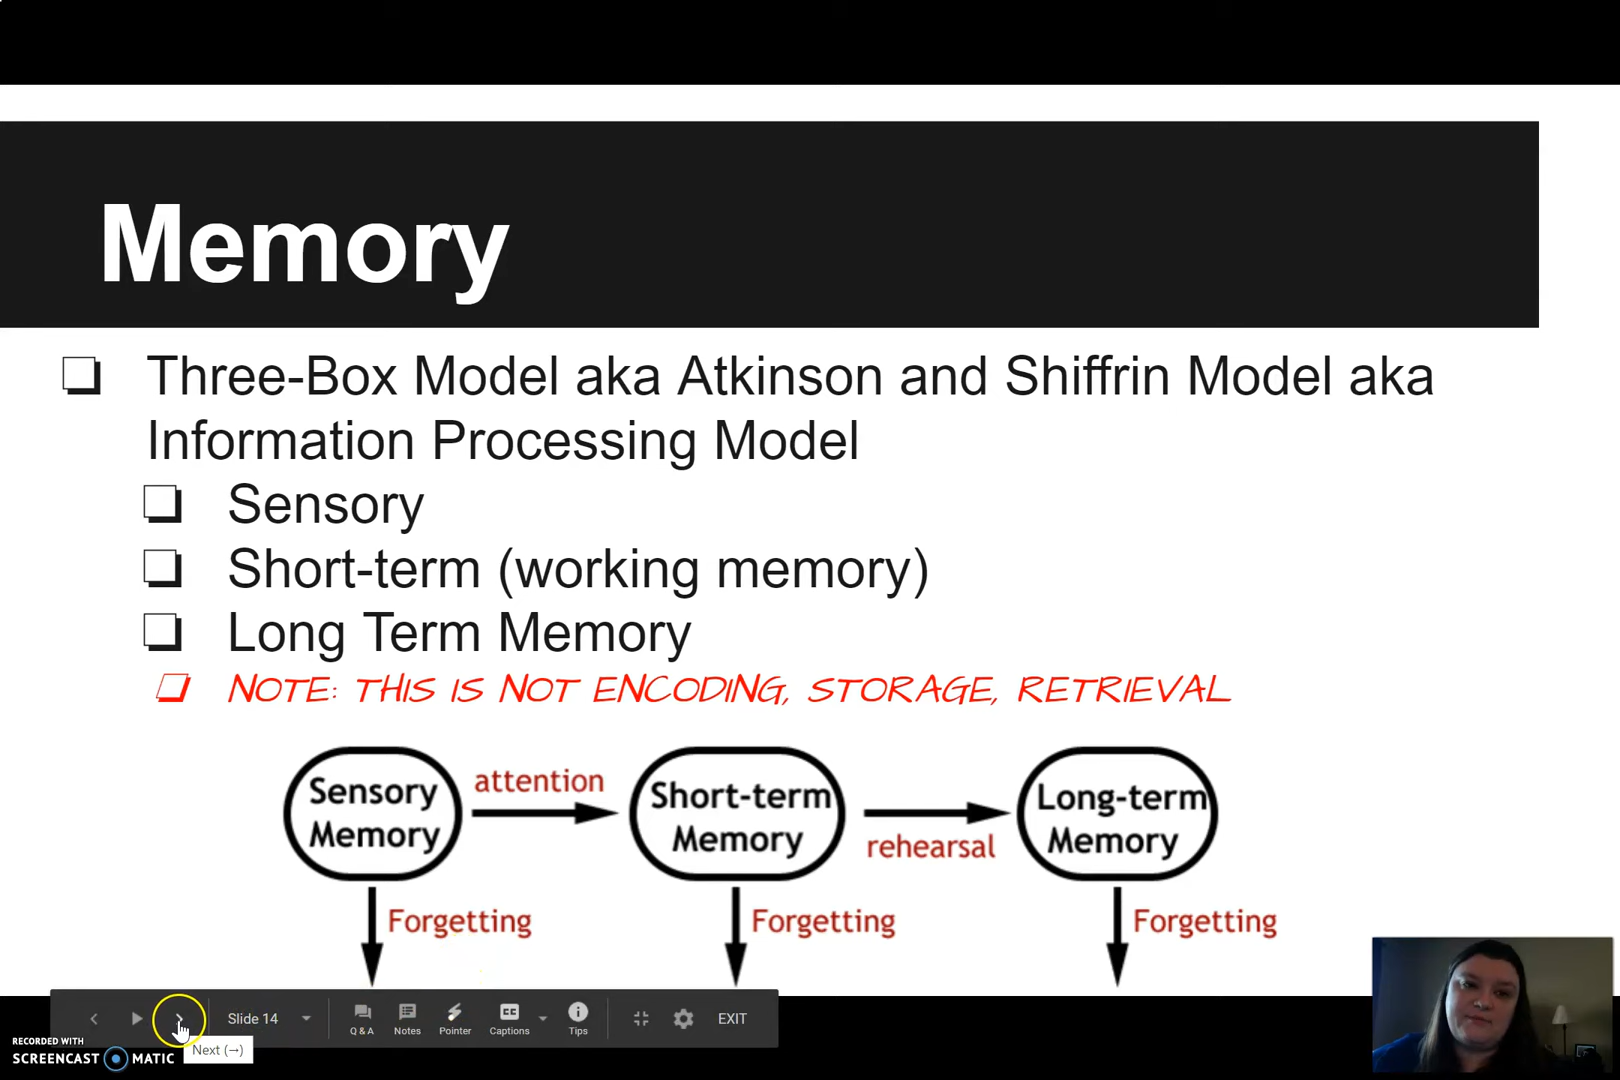 Memory
Three-Box Model aka Atkinson and Shiffrin Model aka
Information Processing Model
Sensory
Short-term (working memory)
Long Term Memory
NOTE: THIS IS NOT ENCODING, STORAGE, RETRIEVAL
Sensory
Memory
attention
Short-term
Memory
rehearsal
Long-term
Memory
Forgetting
Forgetting
Forgetting
Slide 14
Q & A
Notes
Pointer
Captions
Tips
EXIT
Next (→)
RECORDED WITH
SCREENCAST MATIC